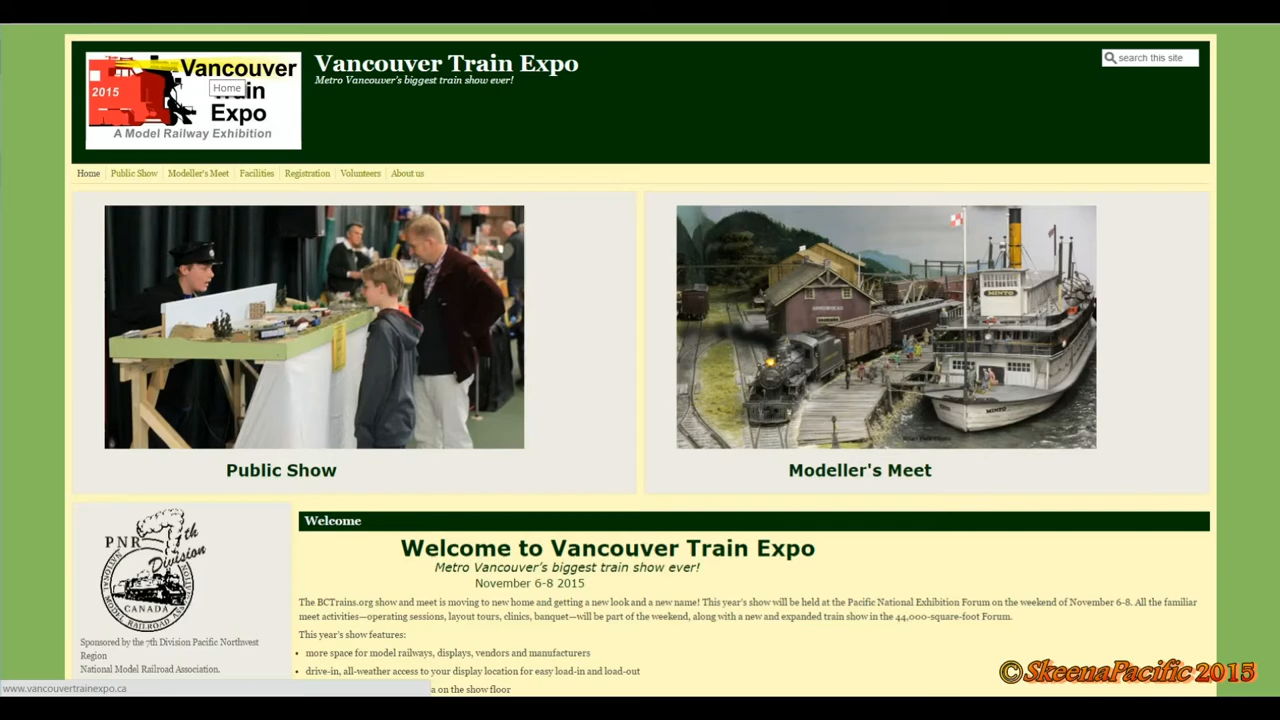 Vancouver
Train
Expo
2015
Home
A Model Railway Exhibition
Vancouver Train Expo
Metro Vancouver's biggest train show ever!
search this site
Home
Public Show
Modeller's Meet
Facilities
Registration
Volunteers
About us
MINTO
MINTO
Public Show
Modeller's Meet
PNR 7th
Division
NATIONAL MODEL RAILROAD ASSOCIATION
CANADA
Sponsored by the 7th Division Pacific Northwest
Region
National Model Railroad Association.
Welcome
Welcome to Vancouver Train Expo
Metro Vancouver's biggest train show ever!
November 6-8 2015
The BCTrains.org show and meet is moving to new home and getting a new look and a new name! This year's show will be held at the Pacific National Exhibition Forum on the weekend of November 6-8. All the familiar
meet activities—operating sessions, layout tours, clinics, banquet—will be part of the weekend, along with a new and expanded train show in the 44,000-square-foot Forum.
This year's show features:
• more space for model railways, displays, vendors and manufacturers
• drive-in, all-weather access to your display location for easy load-in and load-out
a on the show floor
www.vancouvertrainexpo.ca
©SkeenaPacific 2015